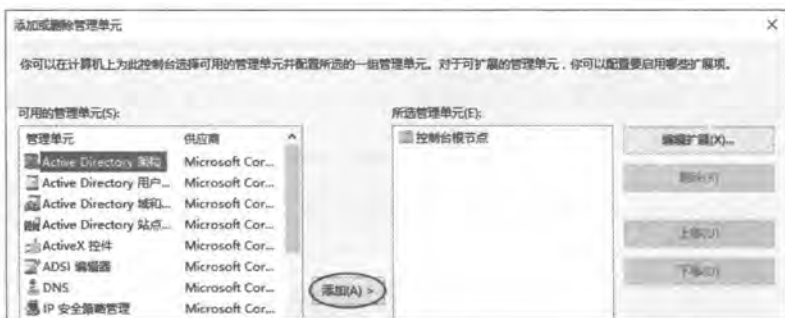 添加或删除管理单元
你可以在计算机上为此控制台选择可用的管理单元并配置所选的一组管理单元。对于可扩展的管理单元，你可以配置要启用哪些扩展项。
可用的管理单元(S):
所选管理单元(E):
管理单元 供应商
Active Directory 架构 Microsoft Cor...
Active Directory 用户... Microsoft Cor...
Active Directory 域和... Microsoft Cor...
Active Directory 站点... Microsoft Cor...
ActiveX 控件 Microsoft Cor...
ADSI 编辑器 Microsoft Cor...
DNS Microsoft Cor...
IP 安全策略管理 Microsoft Cor...
添加(A) >
控制台根节点
编辑扩展(X)...
删除(R)
上移(U)
下移(D)